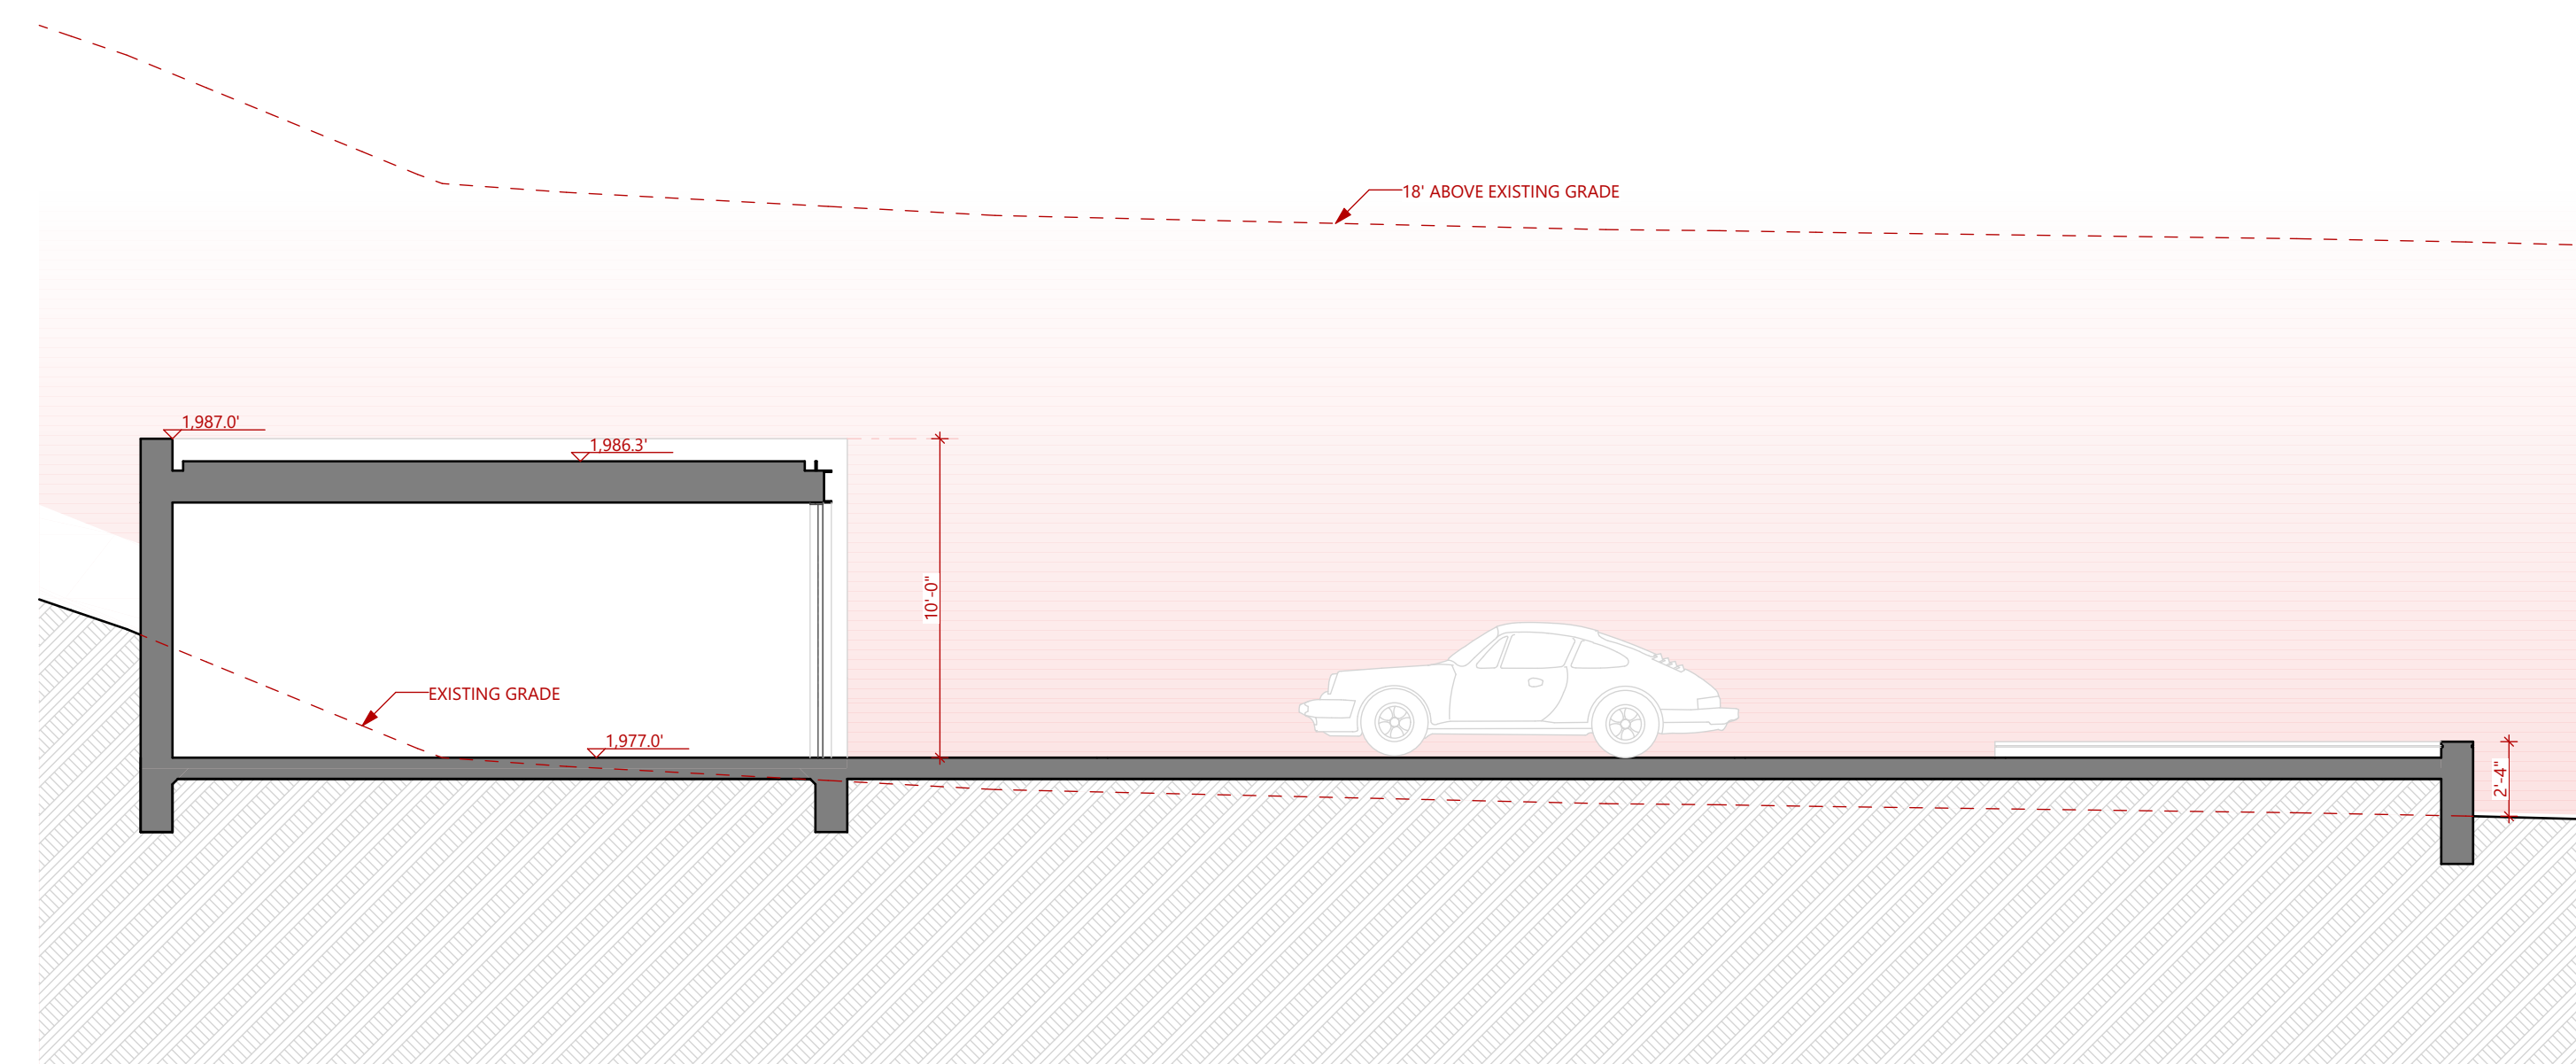 18' ABOVE EXISTING GRADE
1,987.0'
1,986.3'
10'-0"
EXISTING GRADE
1,977.0'
2'-4"